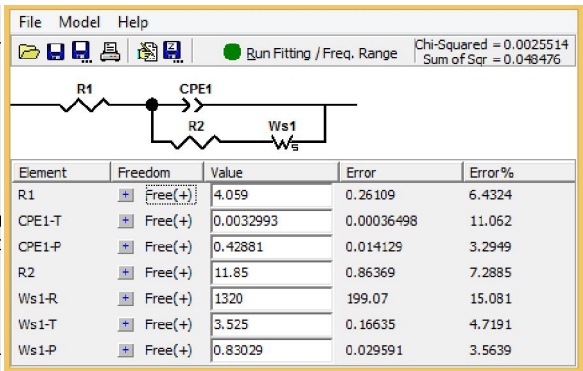 File Model Help
Run Fitting / Freq. Range Chi-Squared = 0.0025514
Sum of Sqr = 0.048476
R1 CPE1
R2 Ws1
Element Freedom Value Error Error%
R1 + Free(+) 4.059 0.26109 6.4324
CPE1-T + Free(+) 0.0032993 0.00036498 11.062
CPE1-P + Free(+) 0.42881 0.014129 3.2949
R2 + Free(+) 11.85 0.86369 7.2885
Ws1-R + Free(+) 1320 199.07 15.081
Ws1-T + Free(+) 3.525 0.16635 4.7191
Ws1-P + Free(+) 0.83029 0.029591 3.5639